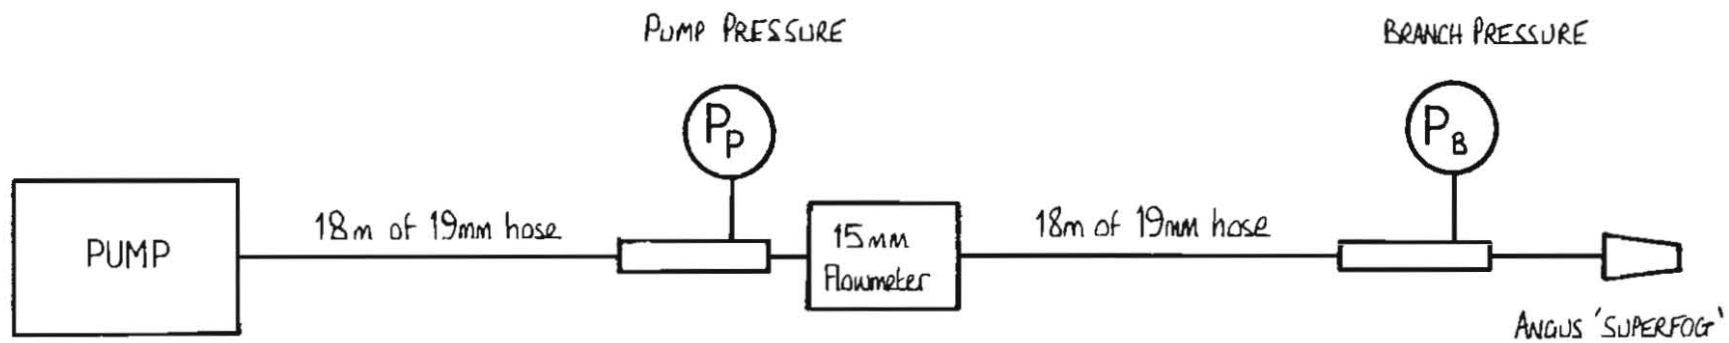 PUMP PRESSURE
BRANCH PRESSURE
PP
PB
PUMP
18m of 19mm hose
15mm
Flowmeter
18m of 19mm hose
ANGUS 'SUPERFOG'